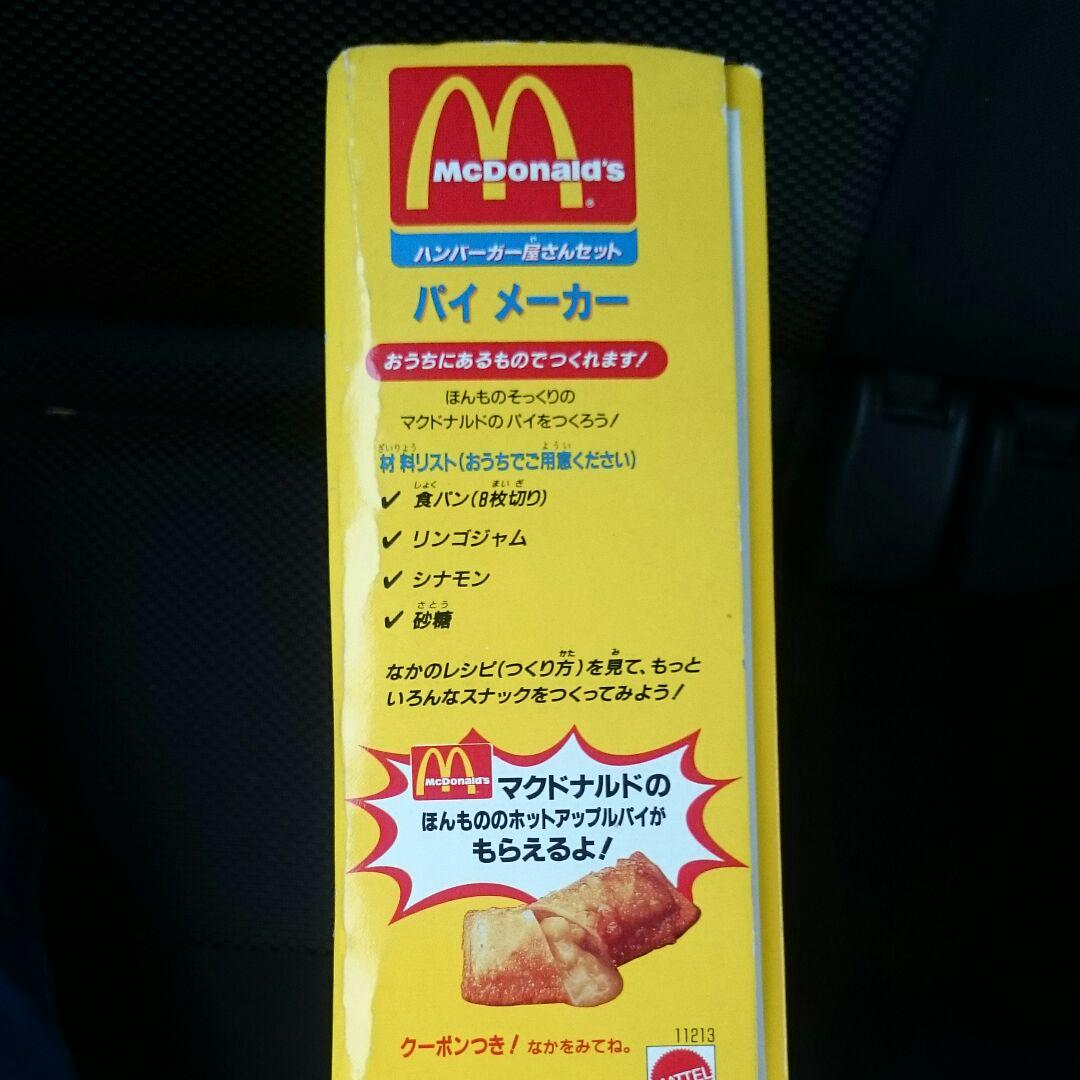 McDonald's®
ハンバーガー屋さんセット
パイ メーカー
おうちにあるものでつくれます!
ほんものそっくりの
マクドナルドのパイをつくろう!
材料リスト(おうちでご用意ください)
✔ 食パン(8枚切り)
✔ リンゴジャム
✔ シナモン
✔ 砂糖
なかのレシピ(つくり方)を見て、もっと
いろんなスナックをつくってみよう!
McDonald's
マクドナルドの
ほんもののホットアップルパイが
もらえるよ!
クーポンつき! なかをみてね。
11213
MATTEL